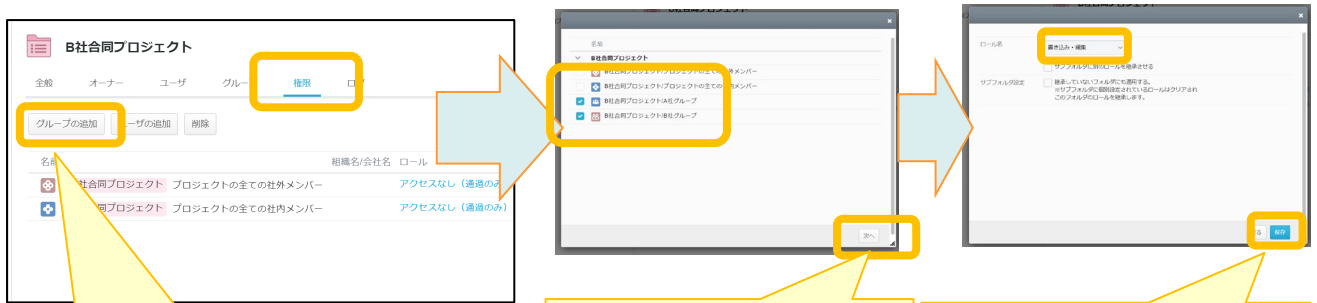 B社合同プロジェクト
全般 オーナー ユーザ グルー 権限
グループの追加 ーザの追加 削除
組織名/会社名 ロール
社合同プロジェクト プロジェクトの全ての社外メンバー アクセスなし（通過のみ
同プロジェクト プロジェクトの全ての社内メンバー アクセスなし（通過のみ）
名前
B社合同プロジェクト
B社合同プロジェクト/プロジェクトの全ての 外メンバー
B社合同プロジェクト/プロジェクトの全ての 内メンバー
B社合同プロジェクト/A社グループ
B社合同プロジェクト/B社グループ
次へ
ロール名 書き込み・編集
サブフォルダに別のロールを継承させる
サブフォルダ設定 継承していないフォルダにも適用する。
※サブフォルダに個別設定されているロールはクリアされ
このフォルダのロールを継承します。
保存